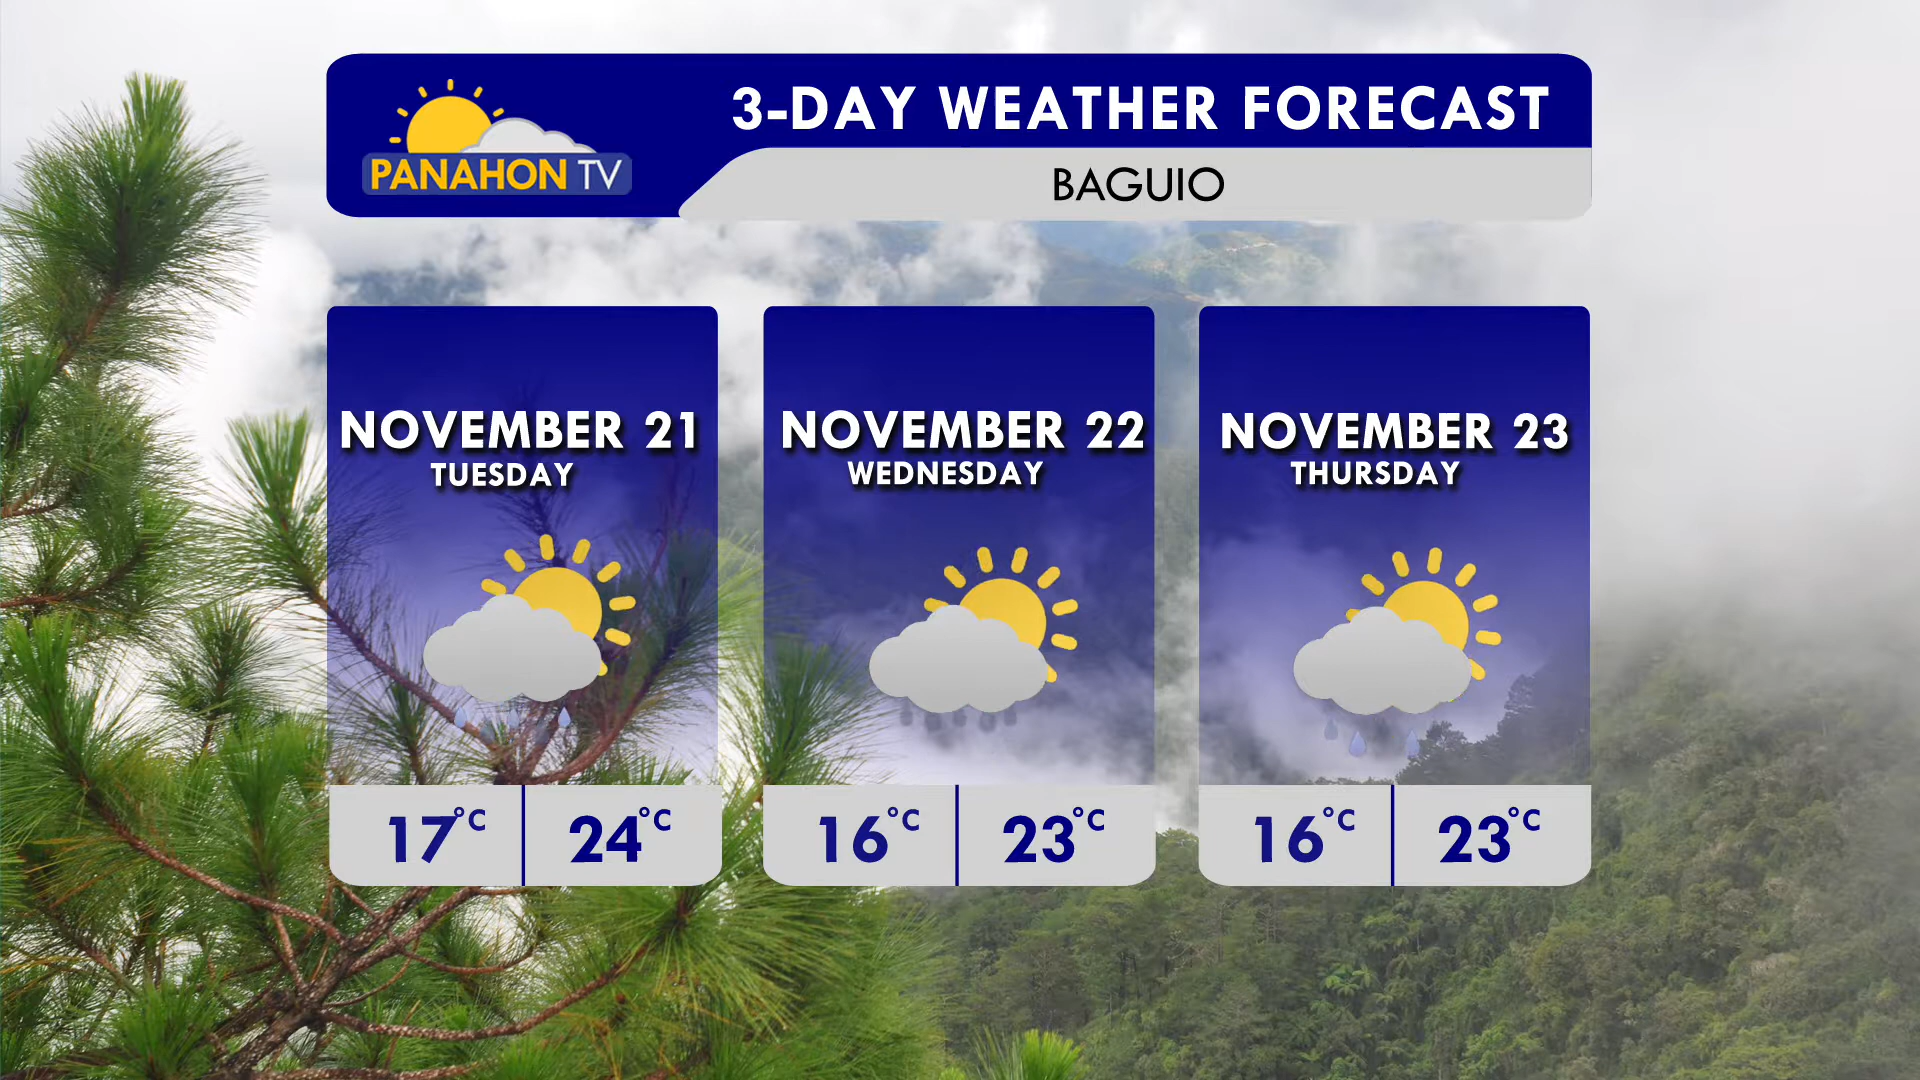 PANAHON TV
3-DAY WEATHER FORECAST
BAGUIO
NOVEMBER 21
TUESDAY
17°C
24°C
NOVEMBER 22
WEDNESDAY
16°C
23°C
NOVEMBER 23
THURSDAY
16°C
23°C